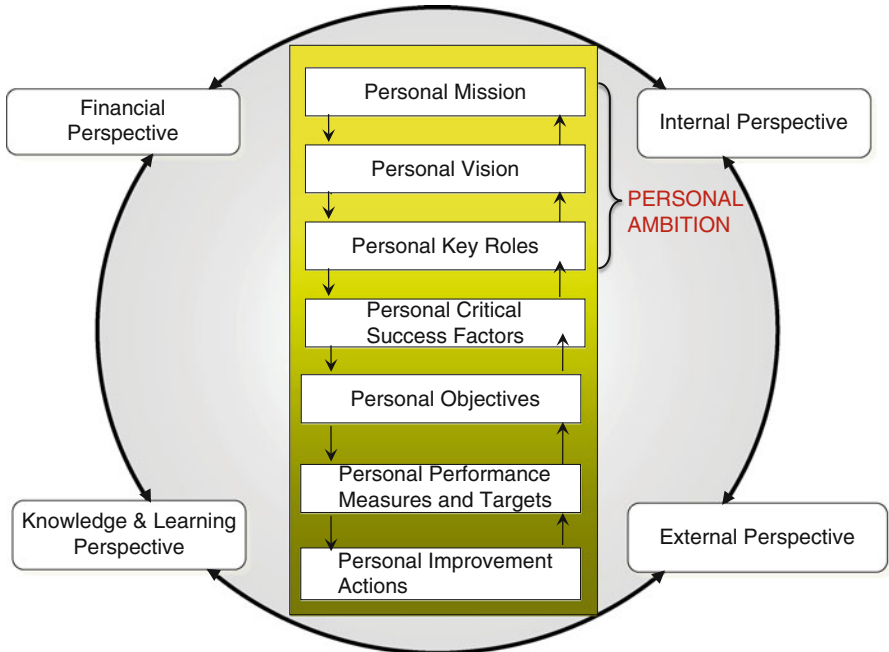 Financial
Perspective
Internal Perspective
Personal Mission
Personal Vision
Personal Key Roles
PERSONAL
AMBITION
Personal Critical
Success Factors
Personal Objectives
Personal Performance
Measures and Targets
Personal Improvement
Actions
Knowledge & Learning
Perspective
External Perspective